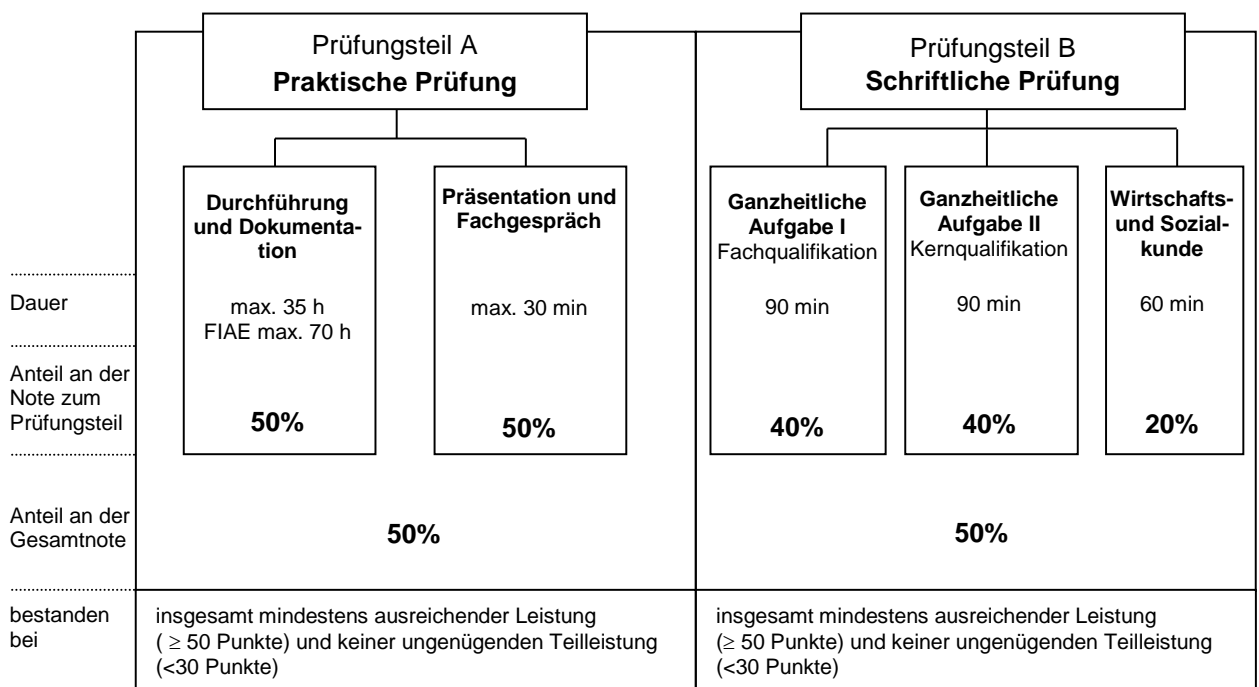 Prüfungsteil A
Praktische Prüfung
Prüfungsteil B
Schriftliche Prüfung
Durchführung
und Dokumenta-
tion
Präsentation und
Fachgespräch
Ganzheitliche
Aufgabe I
Fachqualifikation
Ganzheitliche
Aufgabe II
Kernqualifikation
Wirtschafts-
und Sozial-
kunde
Dauer
max. 35 h
FIAE max. 70 h
max. 30 min
90 min
90 min
60 min
Anteil an der
Note zum
Prüfungsteil
50%
50%
40%
40%
20%
Anteil an der
Gesamtnote
50%
50%
bestanden
bei
insgesamt mindestens ausreichender Leistung
( ≥ 50 Punkte) und keiner ungenügenden Teilleistung
(<30 Punkte)
insgesamt mindestens ausreichender Leistung
(≥ 50 Punkte) und keiner ungenügenden Teilleistung
(<30 Punkte)